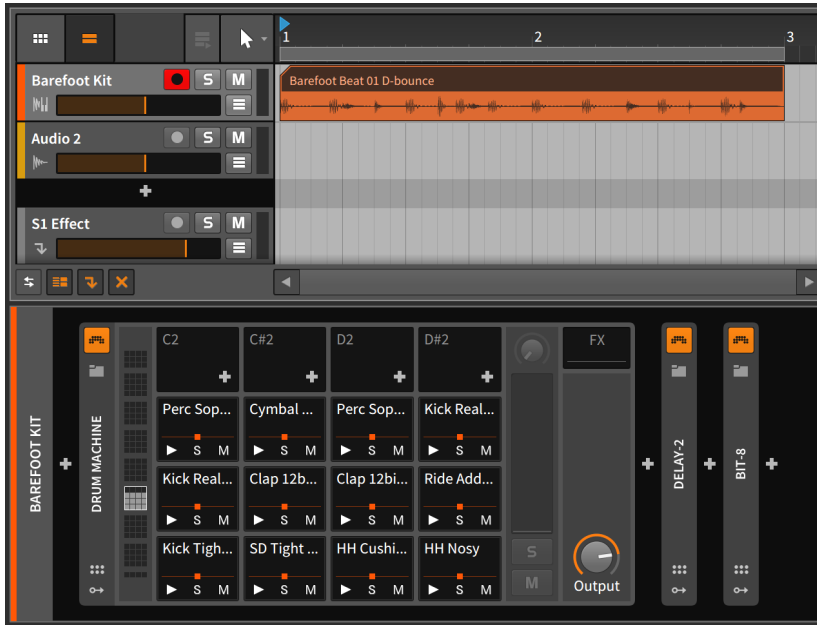 1 2 3
Barefoot Kit S M
Barefoot Beat 01 D-bounce
Audio 2 S M
S1 Effect S M
BAREFOOT KIT
DRUM MACHINE
C2 C#2 D2 D#2
FX
Perc Sop... Cymbal ... Perc Sop... Kick Real...
S M S M S M S M
Kick Real... Clap 12b... Clap 12bi... Ride Add...
S M S M S M S M
Kick Tigh... SD Tight ... HH Cushi... HH Nosy
S M S M S M S M
S
M
Output
DELAY-2
BIT-8